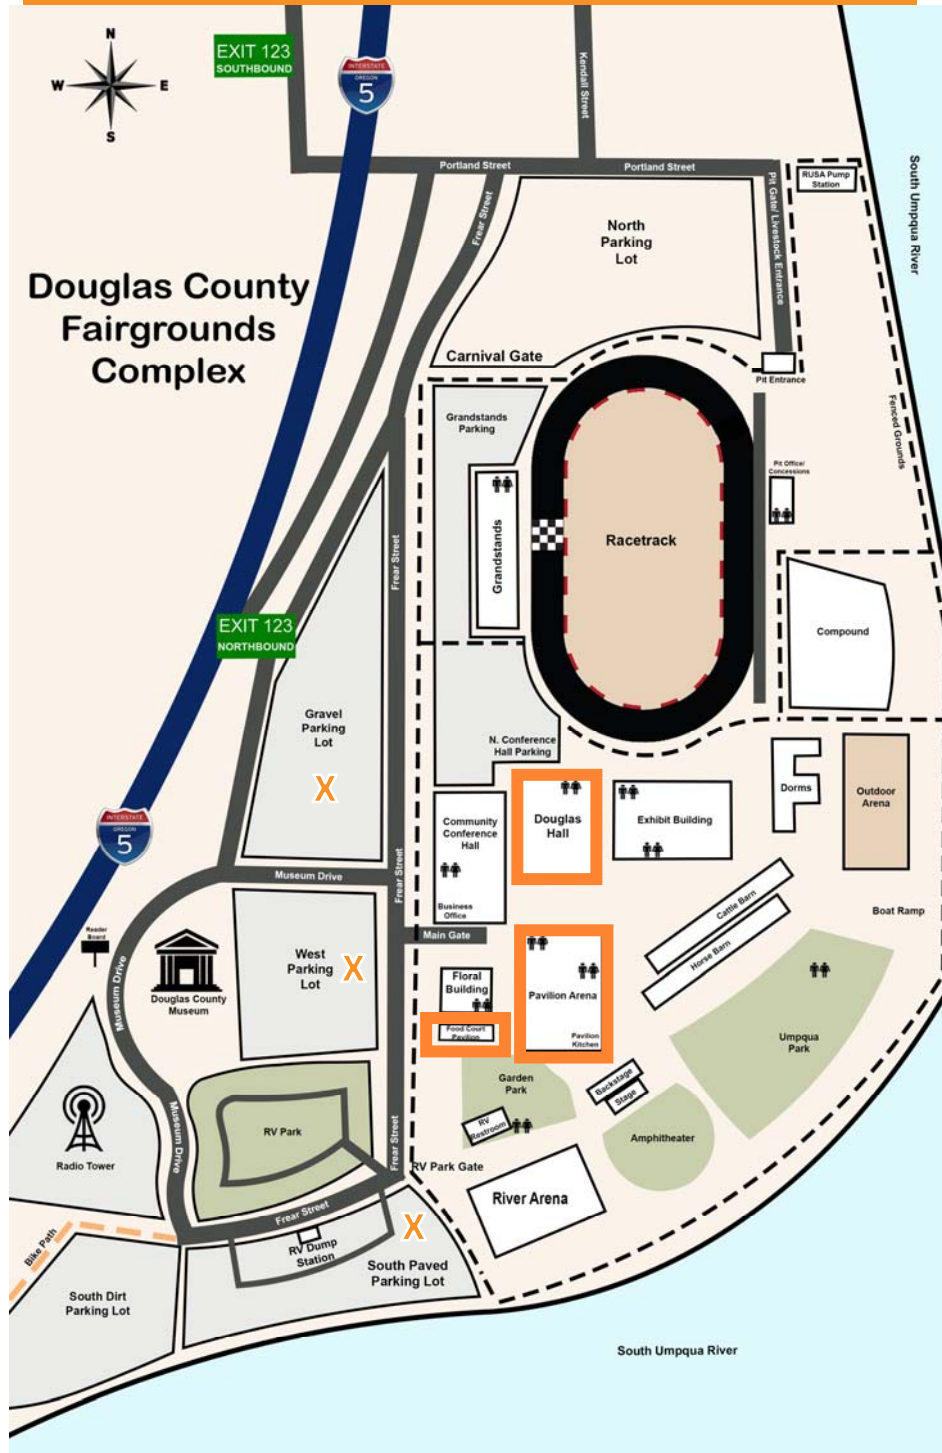 EXIT 123
SOUTHBOUND
INTERSTATE
OREGON
5
N
W
E
S
Kendall Street
Portland Street
Portland Street
RUSA Pump
Station
South Umpqua River
Pit Gate/ Livestock Entrance
Frear Street
North
Parking
Lot
Douglas County
Fairgrounds
Complex
Carnival Gate
Pit Entrance
Fenced Grounds
Grandstands
Parking
Pit Office/
Concessions
Grandstands
Racetrack
Frear Street
EXIT 123
NORTHBOUND
Compound
Gravel
Parking
Lot
X
N. Conference
Hall Parking
INTERSTATE
OREGON
5
Community
Conference
Hall
Business
Office
Douglas
Hall
Exhibit Building
Dorms
Outdoor
Arena
Museum Drive
Frear Street
Cattle Barn
Horse Barn
Boat Ramp
Main Gate
Reader
Board
Museum Drive
Douglas County
Museum
West
Parking
Lot
X
Floral
Building
Food Court
Pavilion
Pavilion Arena
Pavilion
Kitchen
Umpqua
Park
Garden
Park
Backstage
Stage
RV
Restroom
Amphitheater
Radio Tower
Museum Drive
RV Park
Frear Street
RV Park Gate
River Arena
Frear Street
X
Bike Path
RV Dump
Station
South Paved
Parking Lot
South Dirt
Parking Lot
South Umpqua River